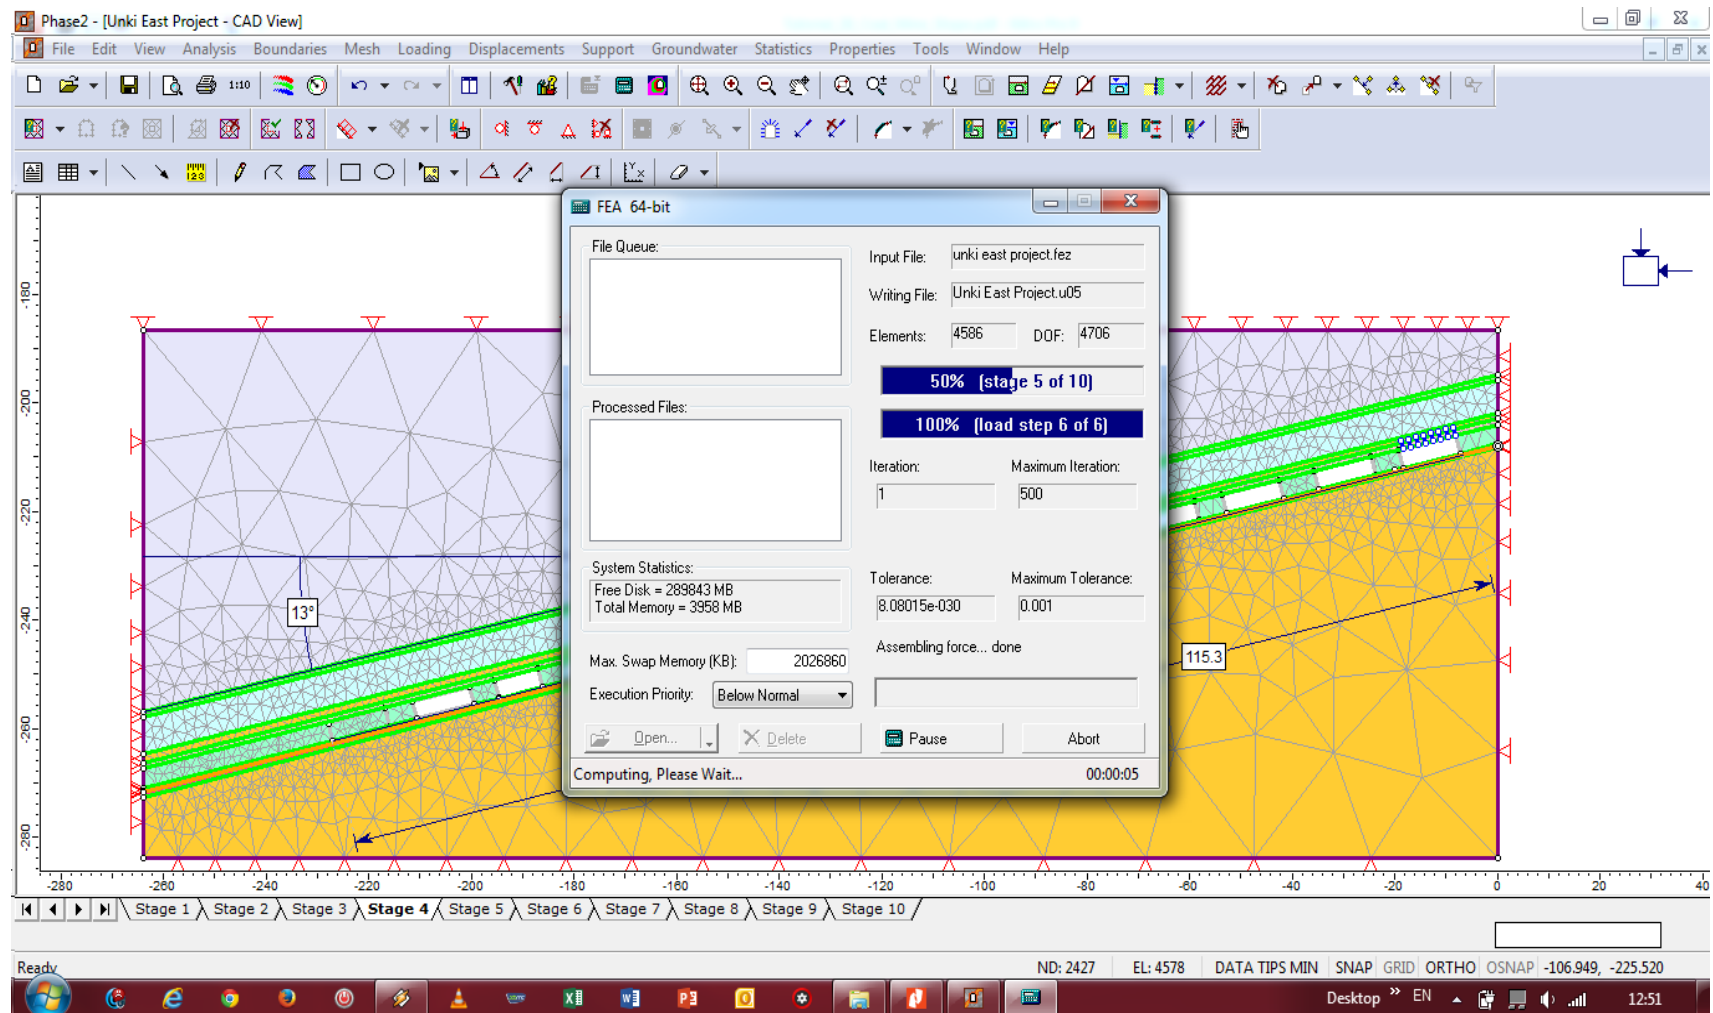 Phase2 - [Unki East Project - CAD View]
File Edit View Analysis Boundaries Mesh Loading Displacements Support Groundwater Statistics Properties Tools Window Help
1:10
FEA 64-bit
File Queue:
Input File: unki east project.fez
Writing File: Unki East Project.u05
Elements: 4586 DOF: 4706
50% (stage 5 of 10)
Processed Files:
100% (load step 6 of 6)
Iteration: Maximum Iteration:
1 500
System Statistics:
Free Disk = 289843 MB
Total Memory = 3958 MB
Tolerance: Maximum Tolerance:
8.08015e-030 0.001
Assembling force... done
Max. Swap Memory (KB): 2026860
Execution Priority: Below Normal
Open... Delete Pause Abort
Computing, Please Wait... 00:00:05
13°
115.3
-180
-200
-220
-240
-260
-280
-280 -260 -240 -220 -200 -180 -160 -140 -120 -100 -80 -60 -40 -20 0 20 40
Stage 1 Stage 2 Stage 3 Stage 4 Stage 5 Stage 6 Stage 7 Stage 8 Stage 9 Stage 10
Ready ND: 2427 EL: 4578 DATA TIPS MIN SNAP GRID ORTHO OSNAP -106.949, -225.520
Desktop » EN 12:51